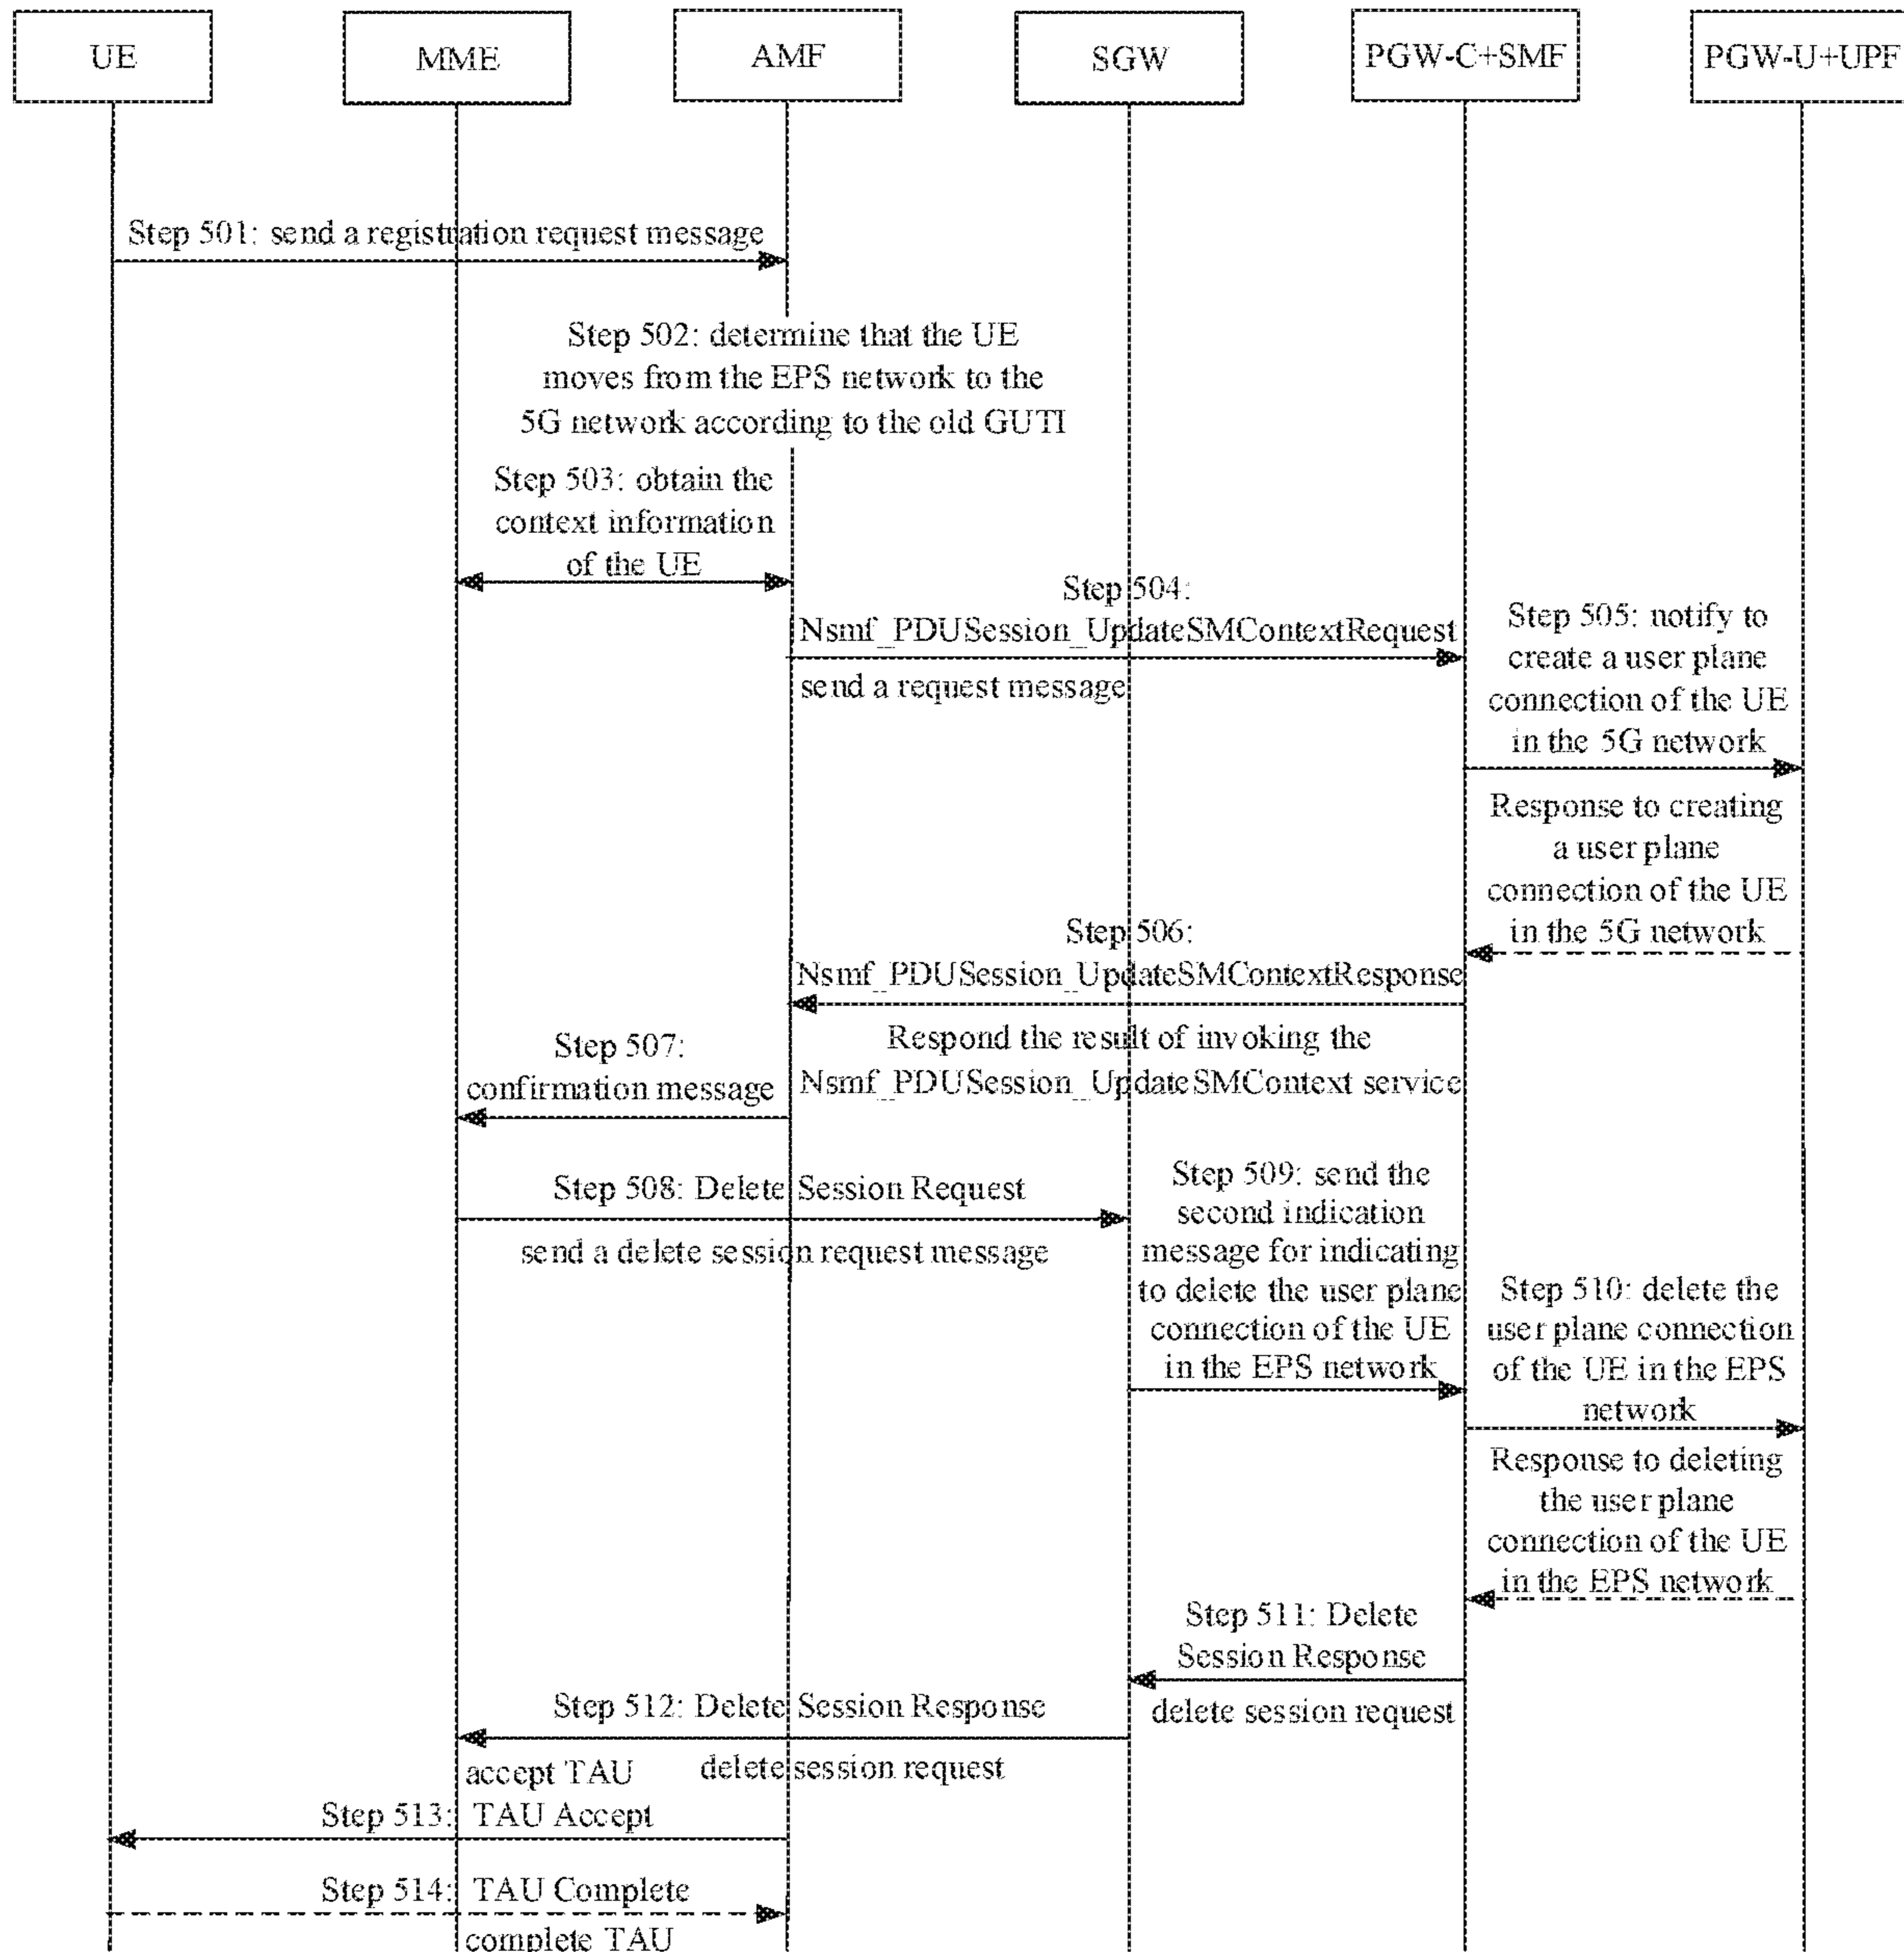 UE
MME
AMF
SGW
PGW-C+SMF
PGW-U+UPF
Step 501: send a registration request message
Step 502: determine that the UE
moves from the EPS network to the
5G network according to the old GUTI
Step 503: obtain the
context information
of the UE
Step 504:
Nsmf_PDUSession_UpdateSMContextRequest
send a request message
Step 505: notify to
create a user plane
connection of the UE
in the 5G network
Response to creating
a user plane
connection of the UE
in the 5G network
Step 506:
Nsmf_PDUSession_UpdateSMContextResponse
Respond the result of invoking the
Nsmf_PDUSession_UpdateSMContext service
Step 507:
confirmation message
Step 508: Delete Session Request
send a delete session request message
Step 509: send the
second indication
message for indicating
to delete the user plane
connection of the UE
in the EPS network
Step 510: delete the
user plane connection
of the UE in the EPS
network
Response to deleting
the user plane
connection of the UE
in the EPS network
Step 511: Delete
Session Response
delete session request
Step 512: Delete Session Response
delete session request
accept TAU
Step 513: TAU Accept
Step 514: TAU Complete
complete TAU